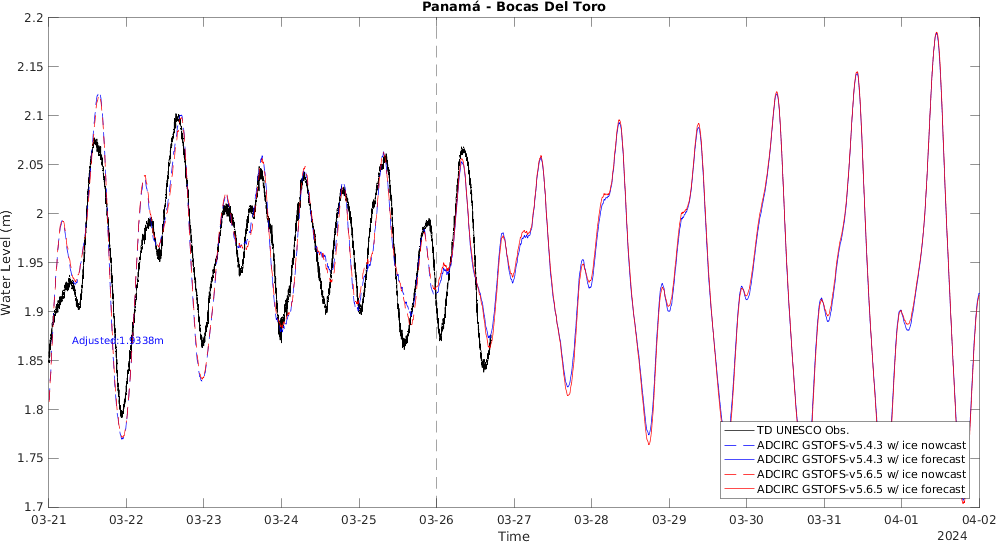 Panamá - Bocas Del Toro
2.2
2.15
2.1
2.05
2
1.95
1.9
1.85
1.8
1.75
1.7
Water Level (m)
Adjusted:1.9338m
TD UNESCO Obs.
ADCIRC GSTOFS-v5.4.3 w/ ice nowcast
ADCIRC GSTOFS-v5.4.3 w/ ice forecast
ADCIRC GSTOFS-v5.6.5 w/ ice nowcast
ADCIRC GSTOFS-v5.6.5 w/ ice forecast
03-21 03-22 03-23 03-24 03-25 03-26 03-27 03-28 03-29 03-30 03-31 04-01 04-02
Time
2024